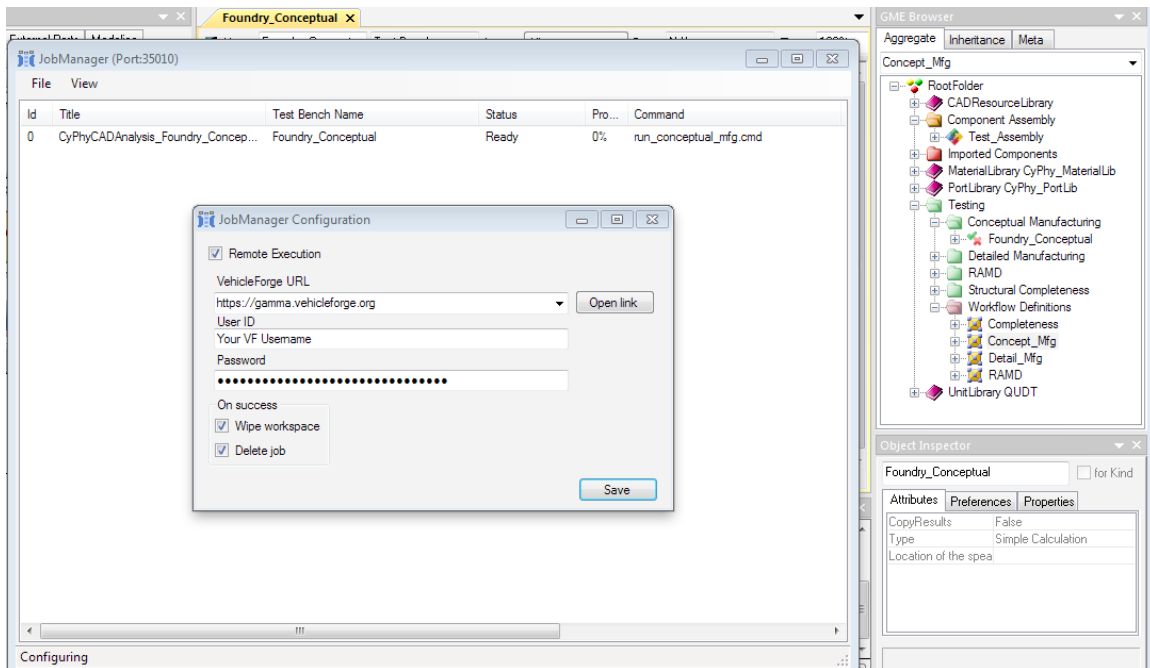 Foundry_Conceptual X
GME Browser
JobManager (Port:35010)
Aggregate Inheritance Meta
File View
Concept_Mfg
Id Title Test Bench Name Status Pro... Command
0 CyPhyCADAnalysis_Foundry_Concep... Foundry_Conceptual Ready 0% run_conceptual_mfg.cmd
RootFolder
CADResourceLibrary
Component Assembly
Test_Assembly
Imported Components
MaterialLibrary CyPhy_MaterialLib
PortLibrary CyPhy_PortLib
Testing
Conceptual Manufacturing
Foundry_Conceptual
Detailed Manufacturing
RAMD
Structural Completeness
Workflow Definitions
Completeness
Concept_Mfg
Detail_Mfg
RAMD
UnitLibrary QUDT
JobManager Configuration
Remote Execution
VehicleForge URL
https://gamma.vehicleforge.org Open link
User ID
Your VF Username
Password
On success
Wipe workspace
Delete job
Save
Object Inspector
Foundry_Conceptual for Kind
Attributes Preferences Properties
CopyResults False
Type Simple Calculation
Location of the spea
Configuring